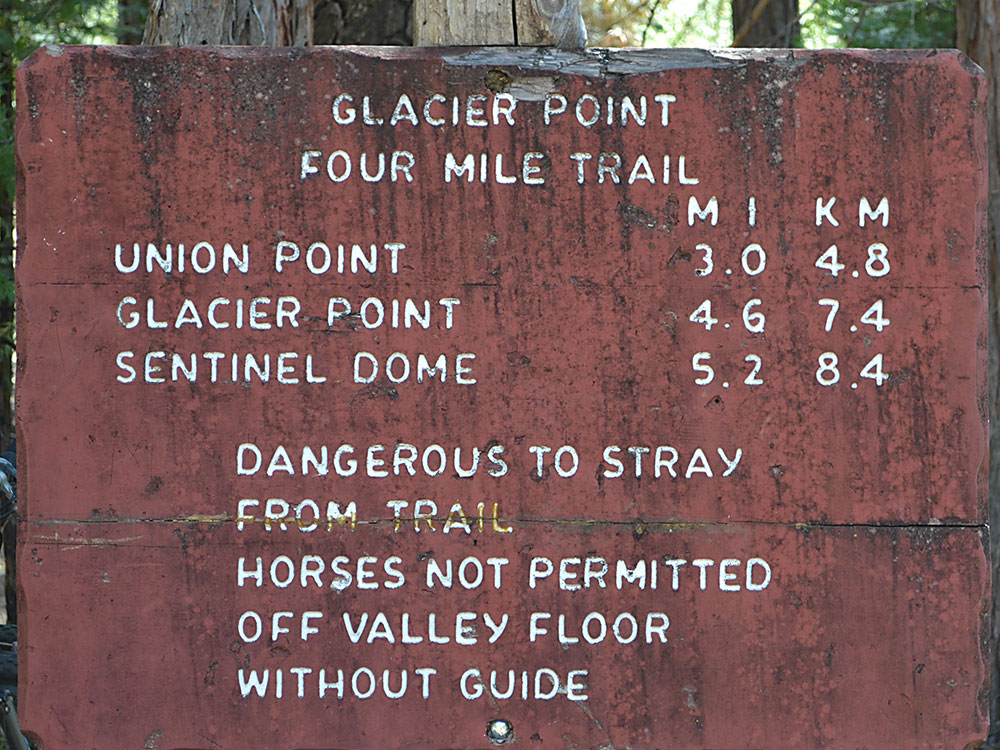 GLACIER POINT
FOUR MILE TRAIL
MI KM
UNION POINT 3.0 4.8
GLACIER POINT 4.6 7.4
SENTINEL DOME 5.2 8.4
DANGEROUS TO STRAY
FROM TRAIL
HORSES NOT PERMITTED
OFF VALLEY FLOOR
WITHOUT GUIDE